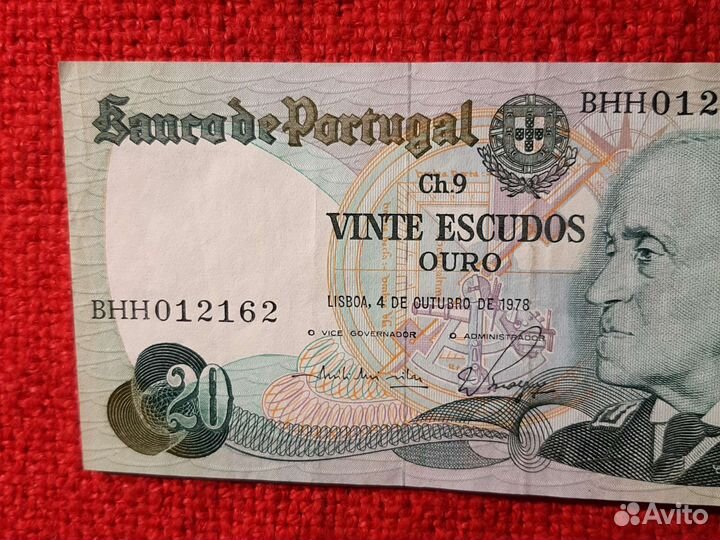 Banco de Portugal
BHH012
Ch.9
VINTE ESCUDOS
OURO
LISBOA, 4 DE OUTUBRO DE 1978
BHH012162
O VICE GOVERNADOR
O ADMINISTRADOR
20
Avito